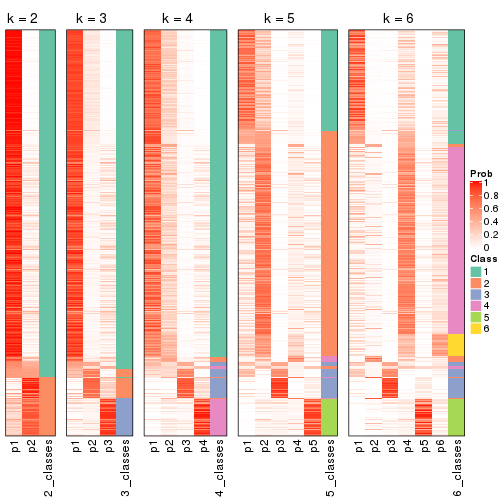 k = 2
k = 3
k = 4
k = 5
k = 6
p1
p2
2_classes
p1
p2
p3
3_classes
p1
p2
p3
p4
4_classes
p1
p2
p3
p4
p5
5_classes
p1
p2
p3
p4
p5
p6
6_classes
Prob
1
0.8
0.6
0.4
0.2
0
Class
1
2
3
4
5
6